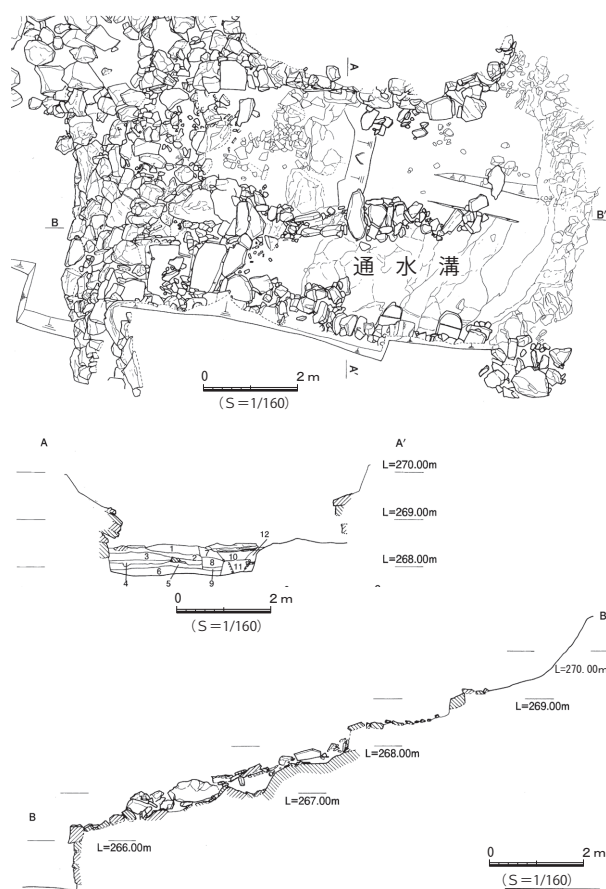 A
B
B′
通水溝
A′
0 2 m
(S=1/160)
A A′
L=270.00m
L=269.00m
L=268.00m
12
1
7
3 2 10
8 11
6
4 5 9
0 2 m
(S=1/160)
B
L=270.00m
L=269.00m
L=268.00m
L=267.00m
B
L=266.00m
0 2 m
(S=1/160)